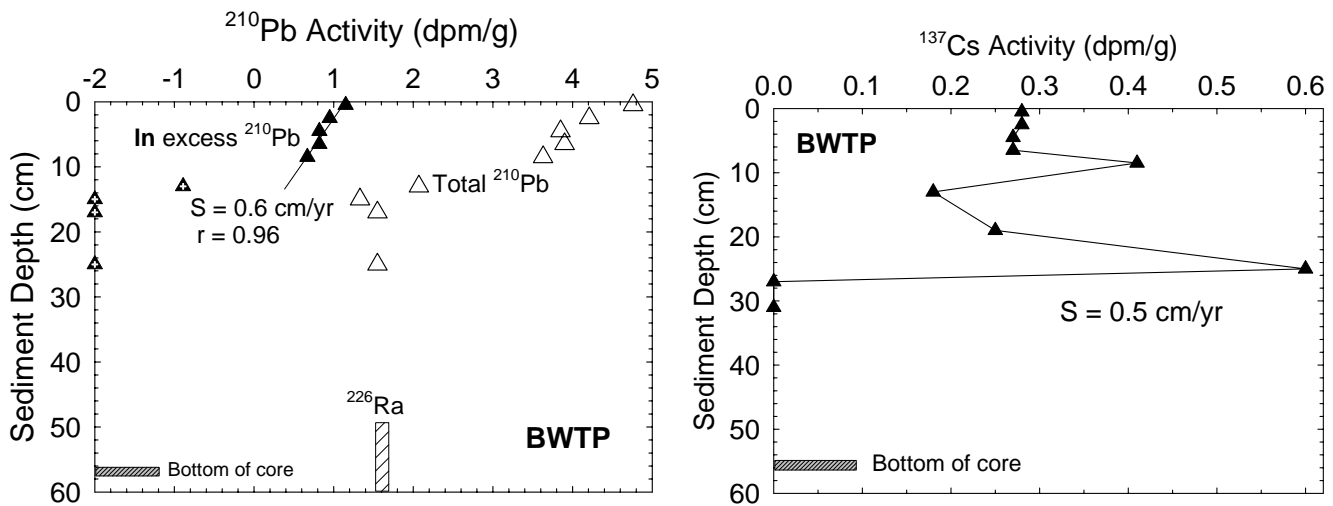 ²¹⁰Pb Activity (dpm/g)
-2 -1 0 1 2 3 4 5
0
10
20
30
40
50
60
Sediment Depth (cm)
In excess ²¹⁰Pb
Total ²¹⁰Pb
S = 0.6 cm/yr
r = 0.96
²²⁶Ra
BWTP
Bottom of core
¹³⁷Cs Activity (dpm/g)
0.0 0.1 0.2 0.3 0.4 0.5 0.6
0
10
20
30
40
50
60
Sediment Depth (cm)
BWTP
S = 0.5 cm/yr
Bottom of core